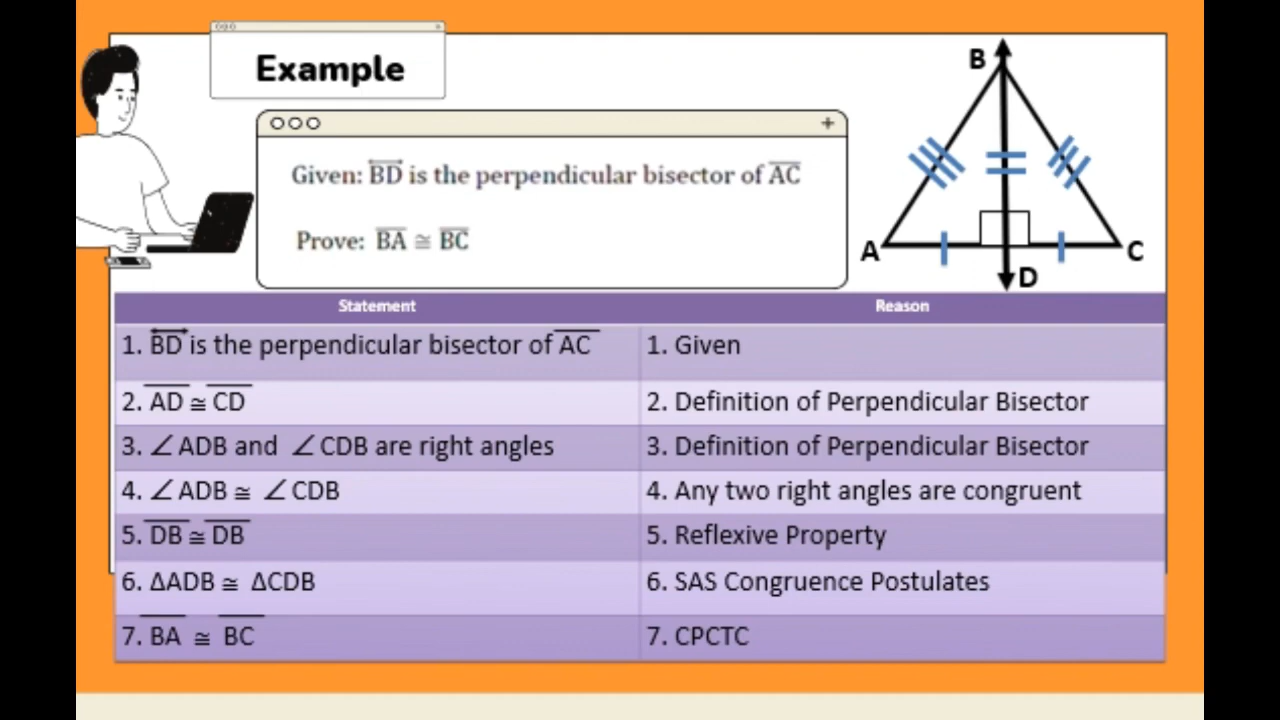 Example
Given: BD is the perpendicular bisector of AC
Prove: BA ≅ BC
B
A
C
D
Statement
Reason
1. BD is the perpendicular bisector of AC
1. Given
2. AD ≅ CD
2. Definition of Perpendicular Bisector
3. ∠ADB and ∠CDB are right angles
3. Definition of Perpendicular Bisector
4. ∠ADB ≅ ∠CDB
4. Any two right angles are congruent
5. DB ≅ DB
5. Reflexive Property
6. ΔADB ≅ ΔCDB
6. SAS Congruence Postulates
7. BA ≅ BC
7. CPCTC